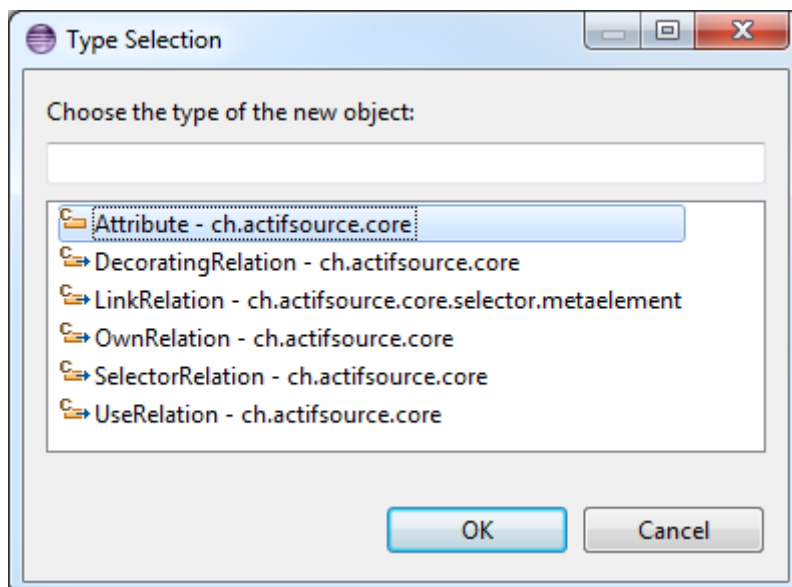 Type Selection
Choose the type of the new object:
Attribute - ch.actifsource.core
DecoratingRelation - ch.actifsource.core
LinkRelation - ch.actifsource.core.selector.metaelement
OwnRelation - ch.actifsource.core
SelectorRelation - ch.actifsource.core
UseRelation - ch.actifsource.core
OK Cancel